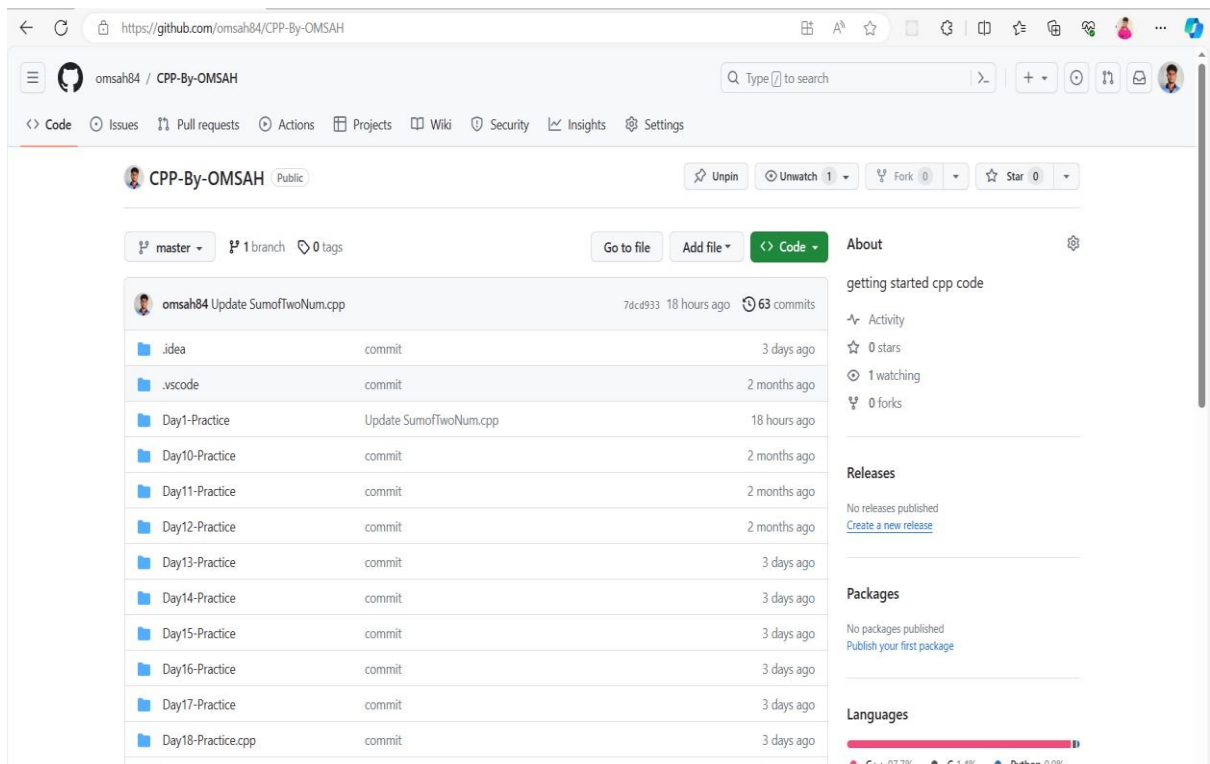 https://github.com/omsah84/CPP-By-OMSAH
omsah84 / CPP-By-OMSAH
Type / to search
Code Issues Pull requests Actions Projects Wiki Security Insights Settings
CPP-By-OMSAH Public
Unpin Unwatch 1 Fork 0 Star 0
master 1 branch 0 tags Go to file Add file Code
omsah84 Update SumofTwoNum.cpp 7dcd933 18 hours ago 63 commits
.idea commit 3 days ago
.vscode commit 2 months ago
Day1-Practice Update SumofTwoNum.cpp 18 hours ago
Day10-Practice commit 2 months ago
Day11-Practice commit 2 months ago
Day12-Practice commit 2 months ago
Day13-Practice commit 3 days ago
Day14-Practice commit 3 days ago
Day15-Practice commit 3 days ago
Day16-Practice commit 3 days ago
Day17-Practice commit 3 days ago
Day18-Practice.cpp commit 3 days ago
About
getting started cpp code
Activity
0 stars
1 watching
0 forks
Releases
No releases published
Create a new release
Packages
No packages published
Publish your first package
Languages